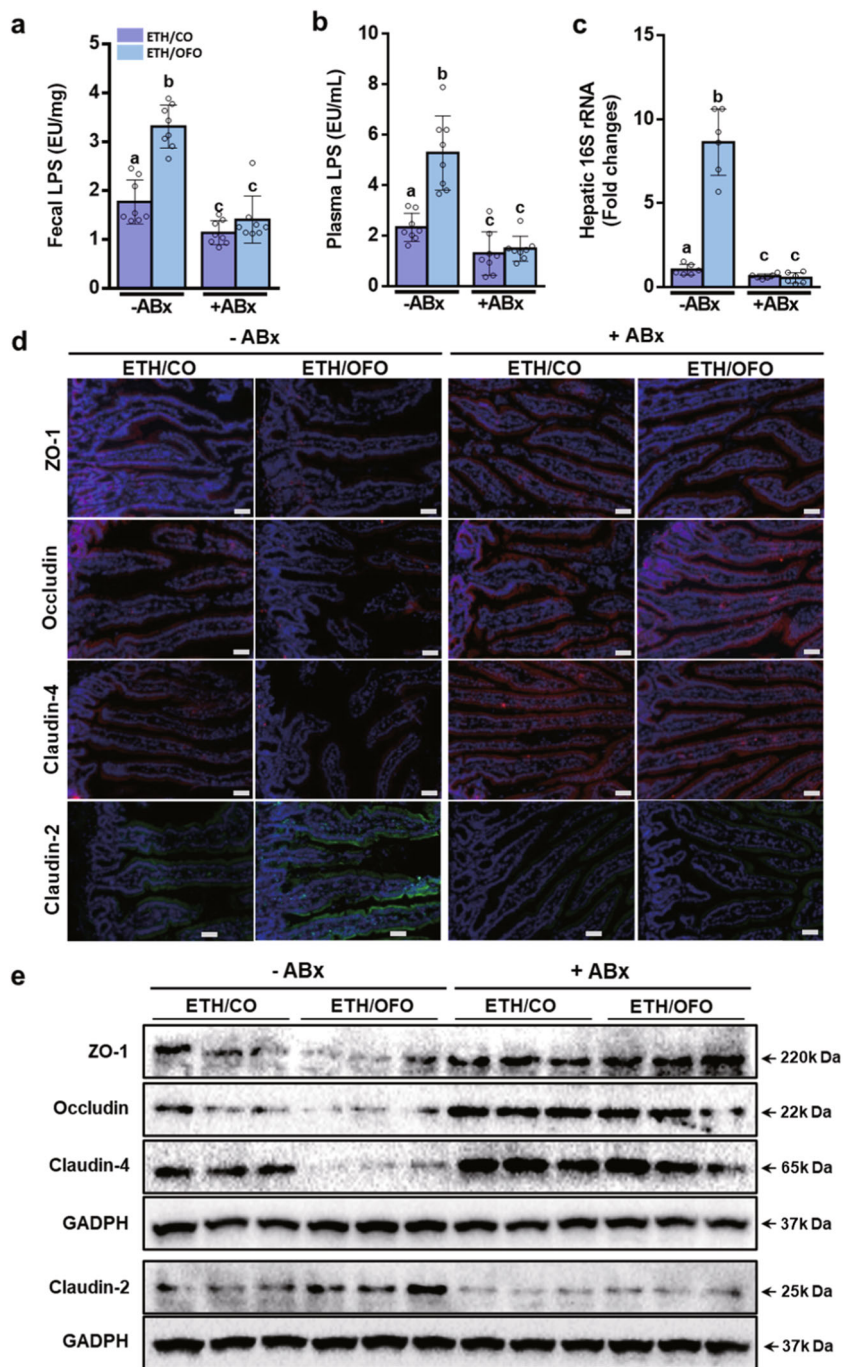 a
ETH/CO
ETH/OFO
Fecal LPS (EU/mg)
5
4
3
2
1
0
a
b
c
c
-ABx
+ABx
b
Plasma LPS (EU/mL)
10
8
6
4
2
0
a
b
c
c
-ABx
+ABx
c
Hepatic 16S rRNA
(Fold changes)
15
10
5
0
a
b
c
c
-ABx
+ABx
d
- ABx
+ ABx
ETH/CO
ETH/OFO
ETH/CO
ETH/OFO
ZO-1
Occludin
Claudin-4
Claudin-2
e
- ABx
+ ABx
ETH/CO
ETH/OFO
ETH/CO
ETH/OFO
ZO-1
← 220k Da
Occludin
← 22k Da
Claudin-4
← 65k Da
GADPH
← 37k Da
Claudin-2
← 25k Da
GADPH
← 37k Da